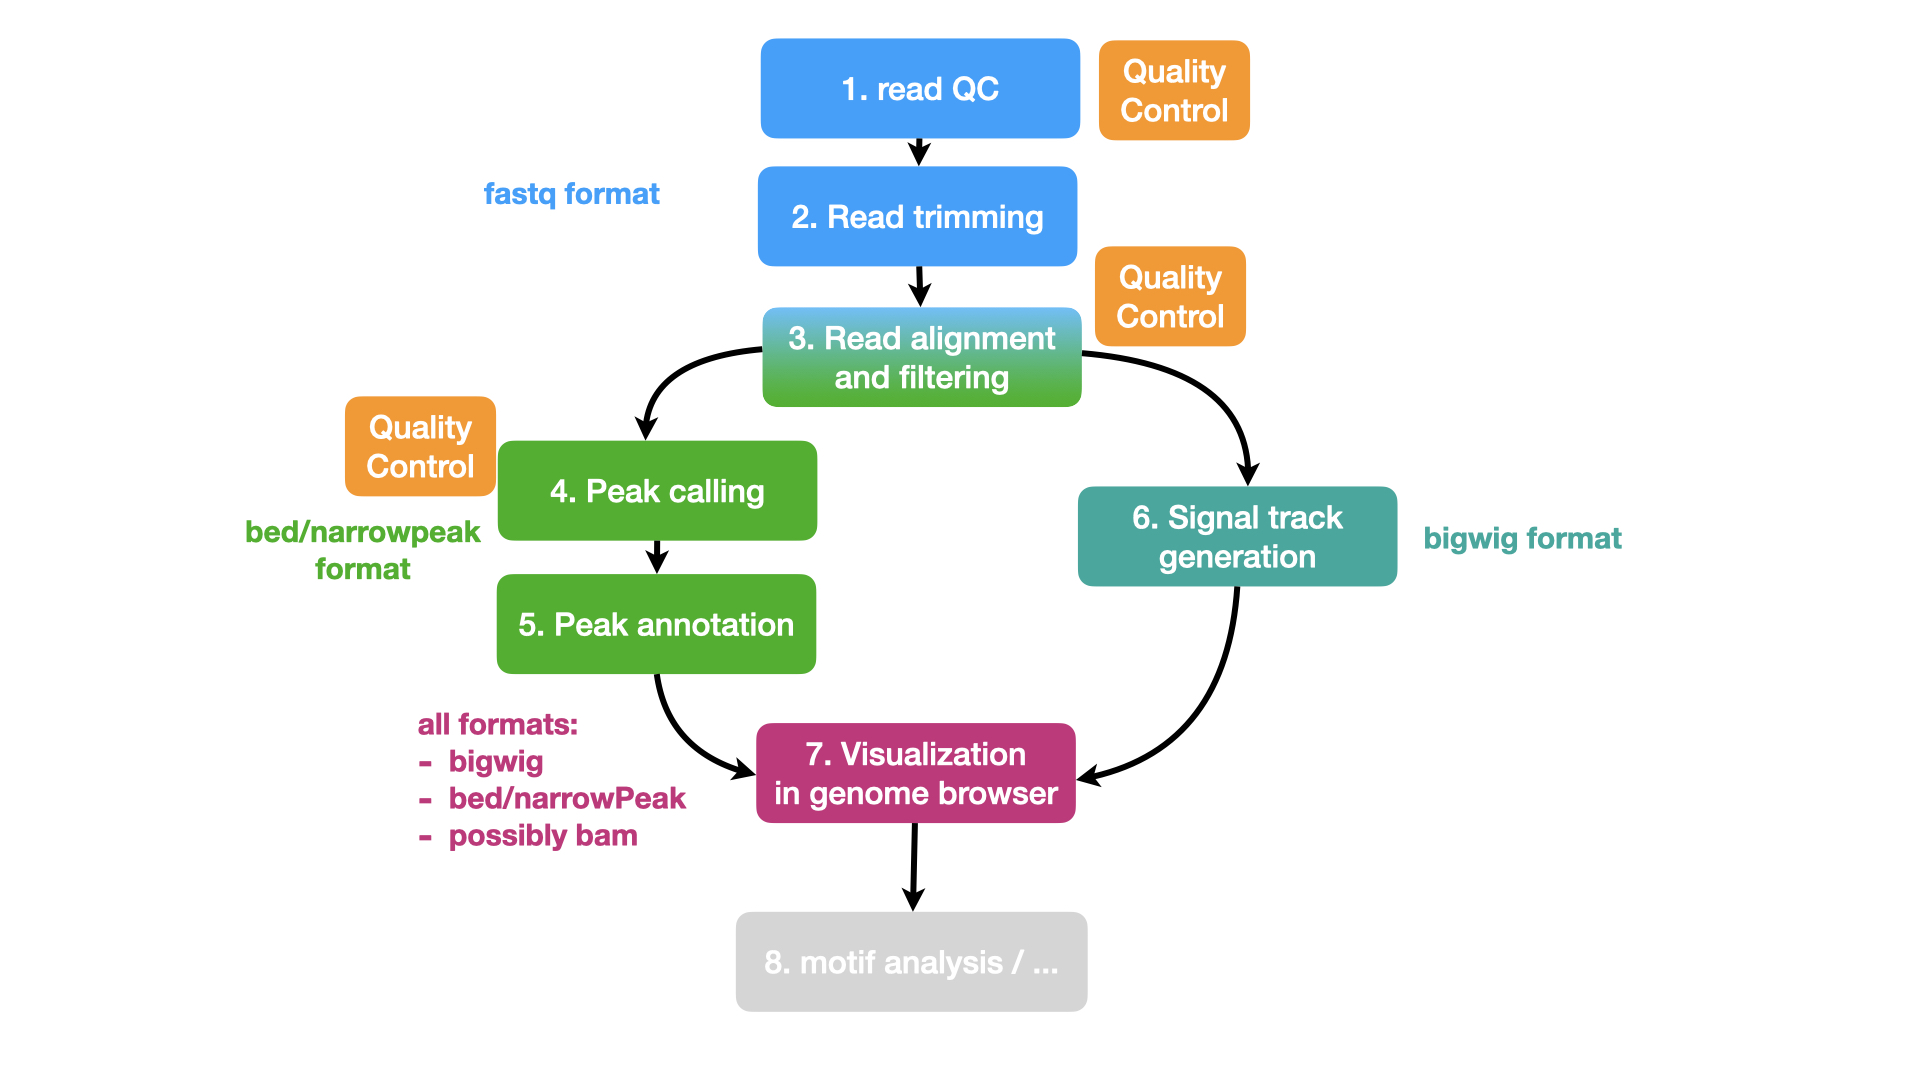 1. read QC
Quality
Control
fastq format
2. Read trimming
Quality
Control
3. Read alignment
and filtering
Quality
Control
4. Peak calling
bed/narrowpeak
format
6. Signal track
generation
bigwig format
5. Peak annotation
all formats:
- bigwig
- bed/narrowPeak
- possibly bam
7. Visualization
in genome browser
8. motif analysis / ...